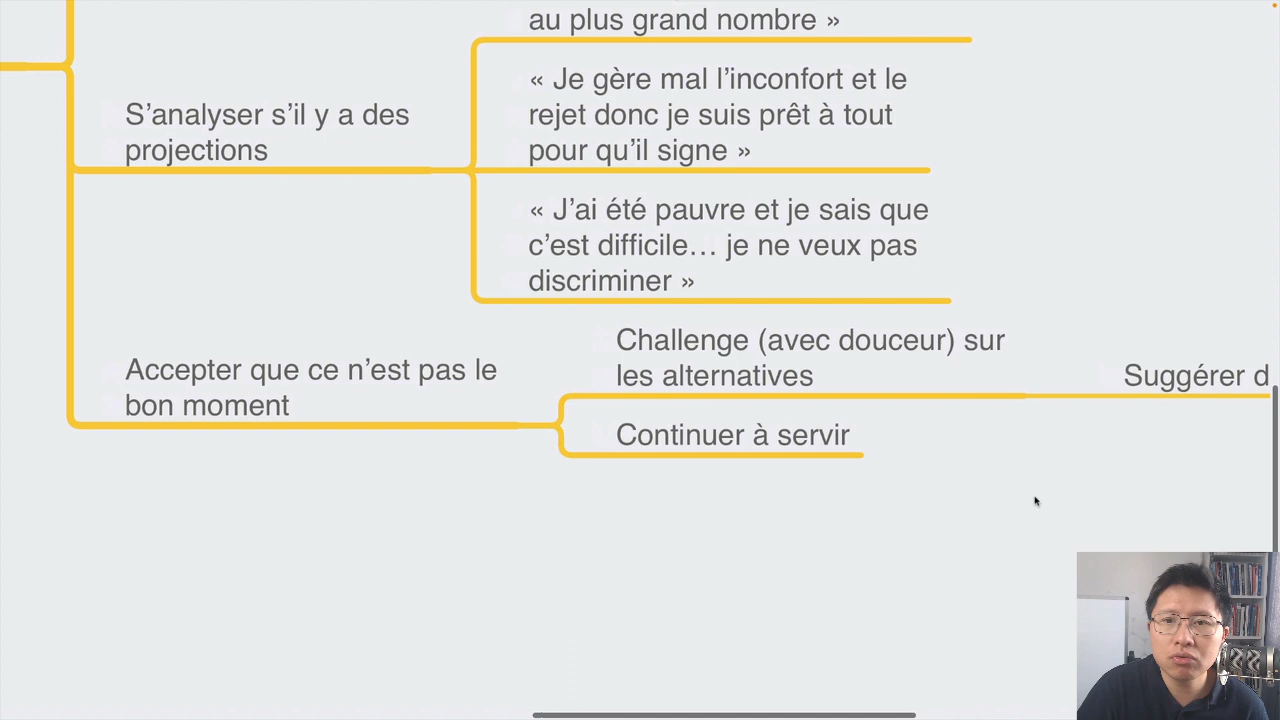 au plus grand nombre »
« Je gère mal l’inconfort et le
rejet donc je suis prêt à tout
pour qu’il signe »
S’analyser s’il y a des
projections
« J’ai été pauvre et je sais que
c’est difficile… je ne veux pas
discriminer »
Accepter que ce n’est pas le
bon moment
Challenge (avec douceur) sur
les alternatives
Suggérer d
Continuer à servir